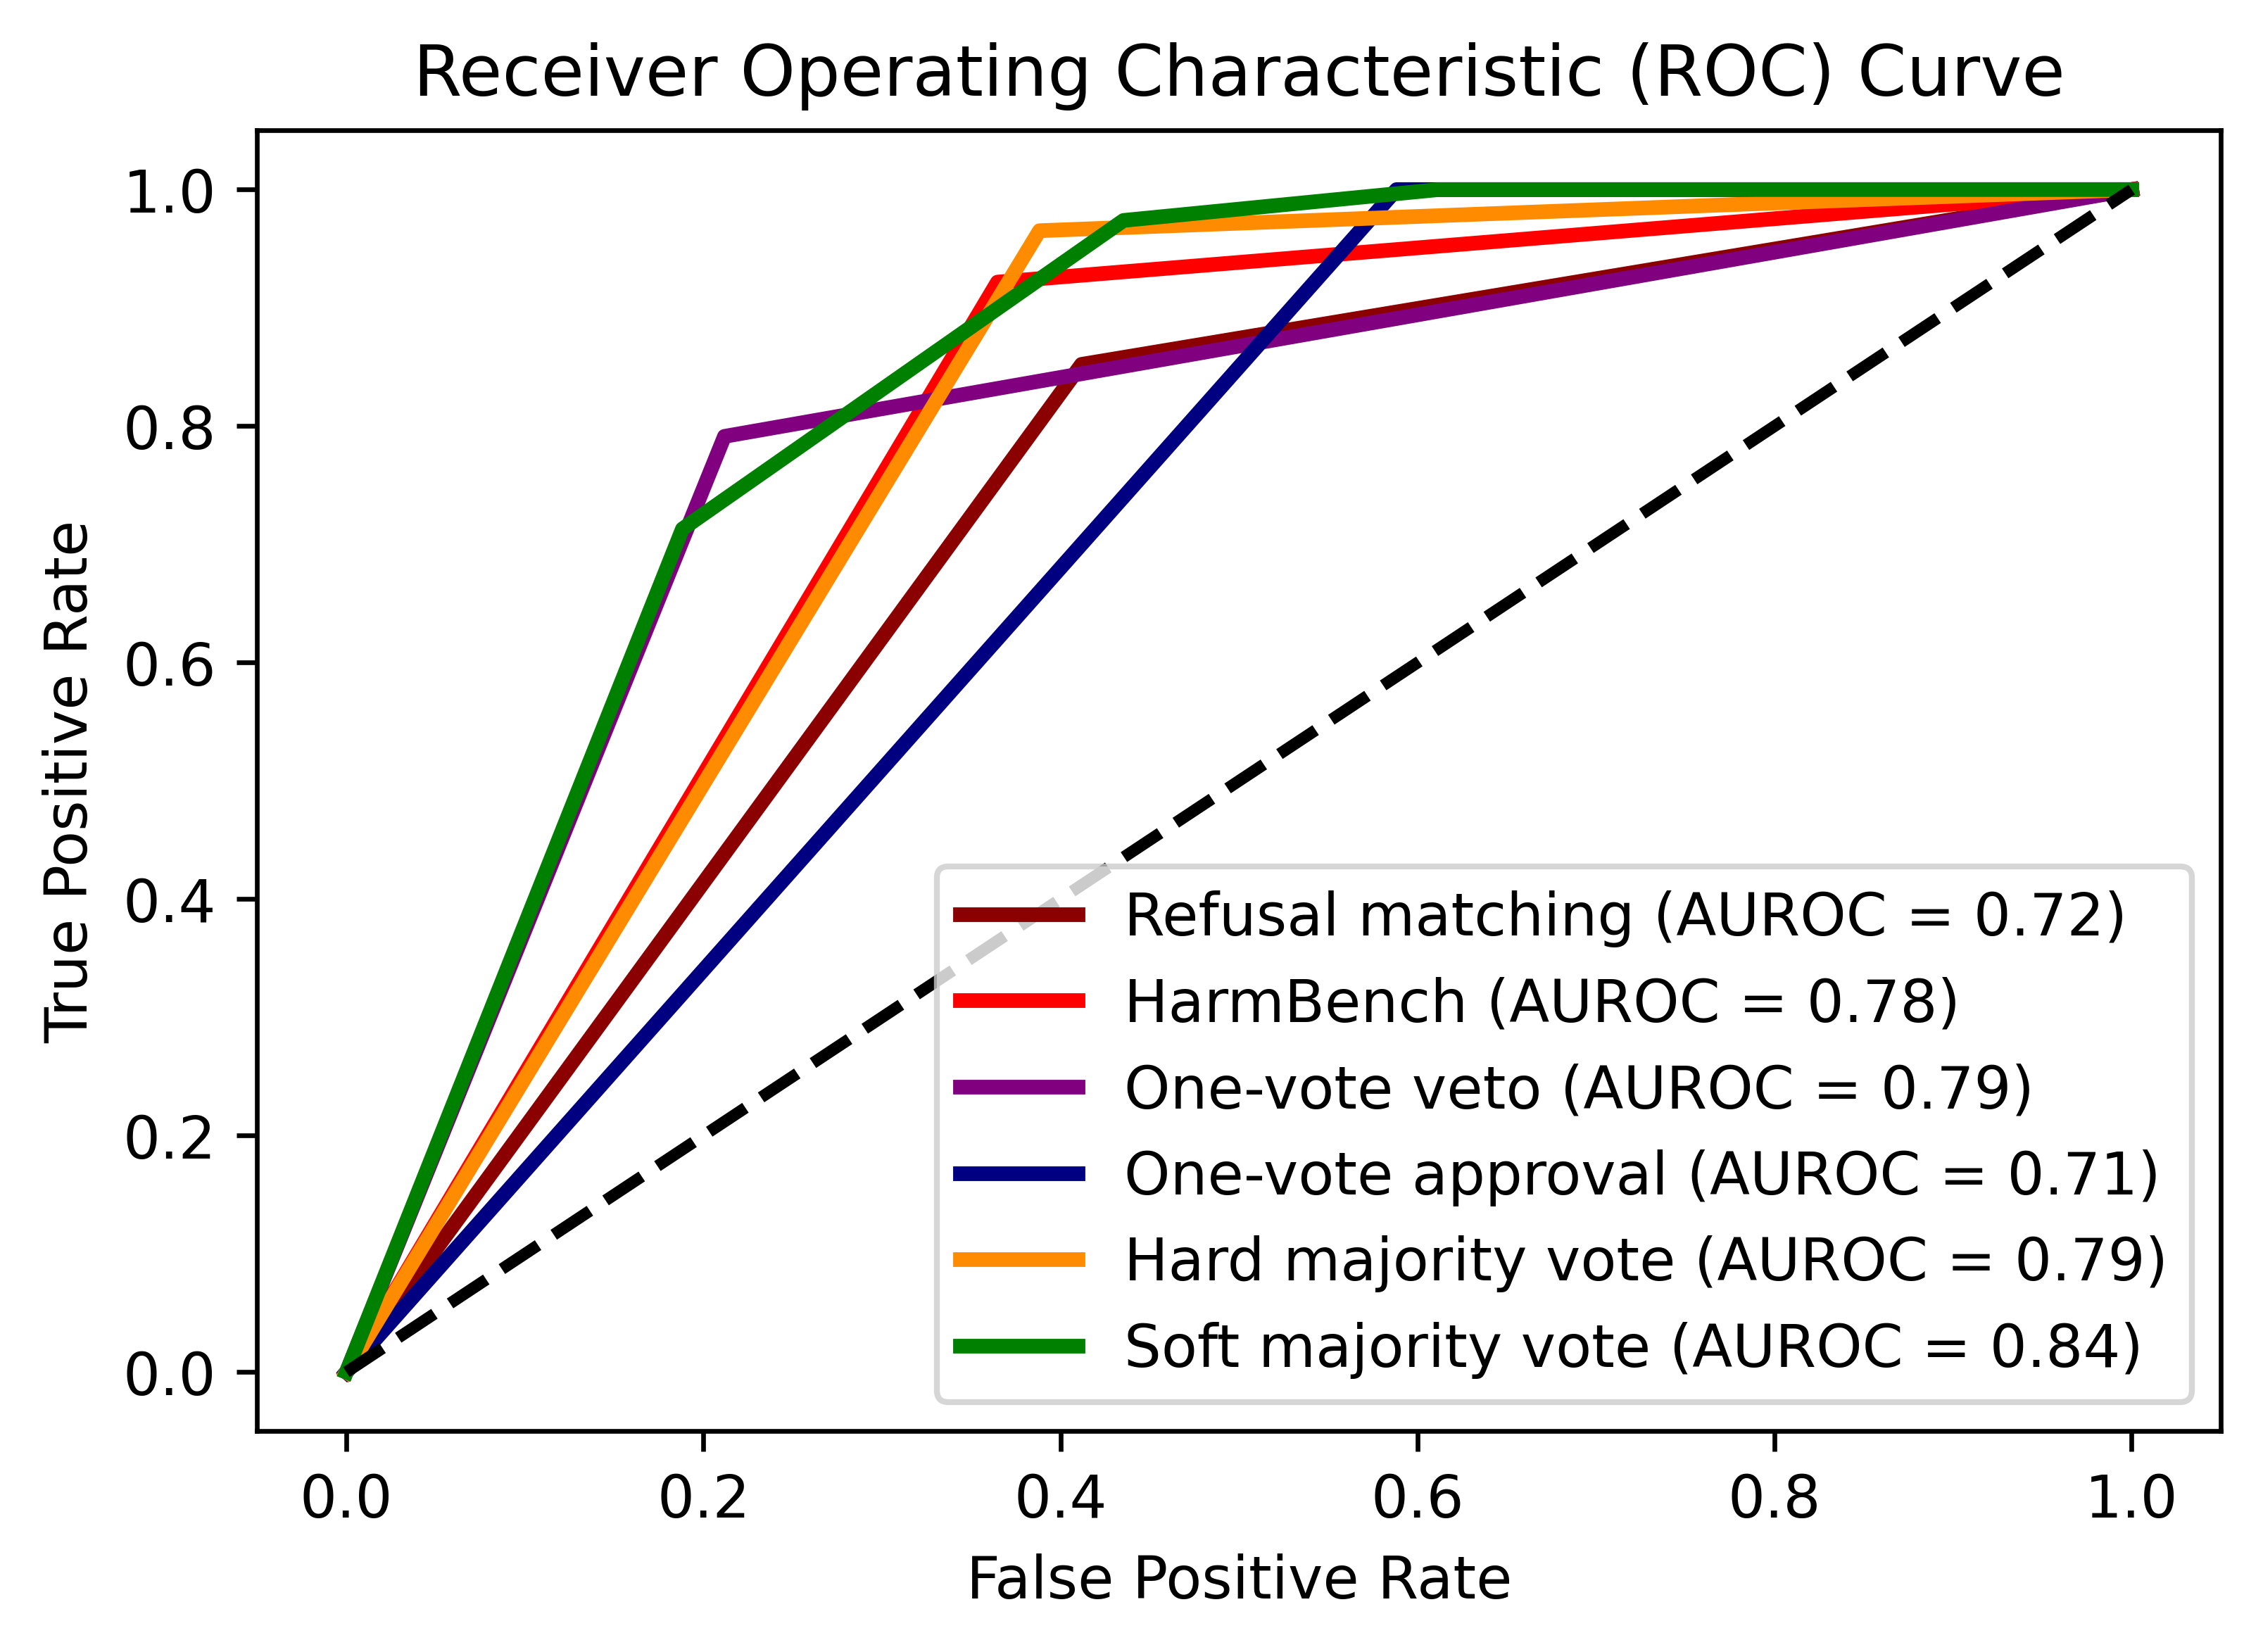 Receiver Operating Characteristic (ROC) Curve
True Positive Rate
1.0
0.8
0.6
0.4
0.2
0.0
Refusal matching (AUROC = 0.72)
HarmBench (AUROC = 0.78)
One-vote veto (AUROC = 0.79)
One-vote approval (AUROC = 0.71)
Hard majority vote (AUROC = 0.79)
Soft majority vote (AUROC = 0.84)
0.0 0.2 0.4 0.6 0.8 1.0
False Positive Rate